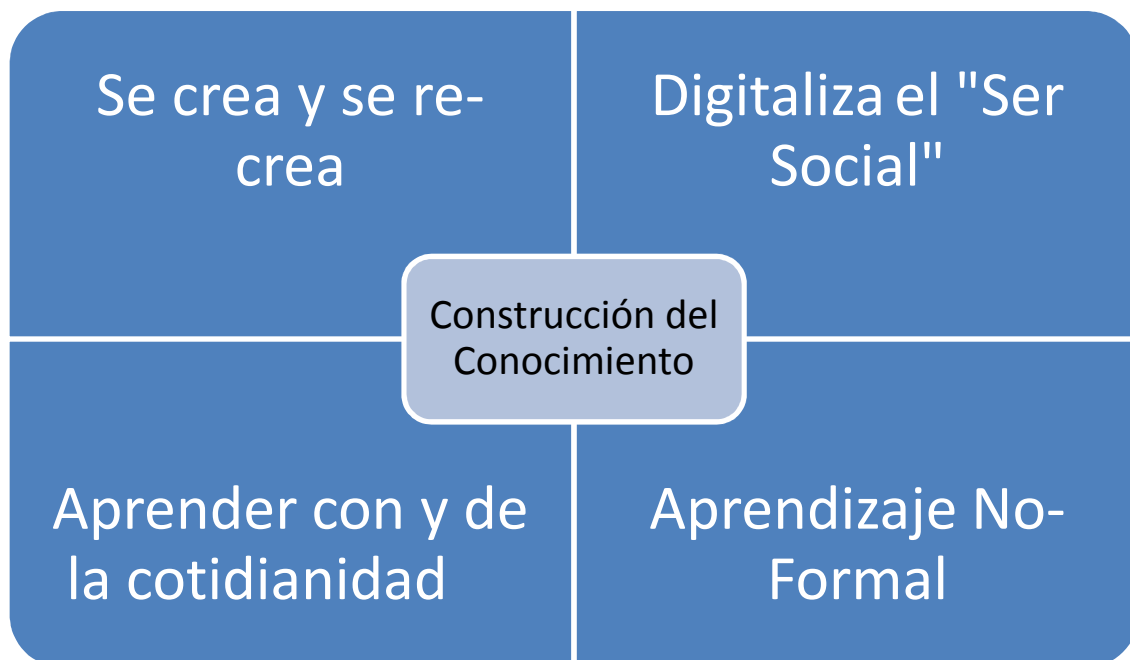 Se crea y se re-
crea
Digitaliza el "Ser
Social"
Construcción del
Conocimiento
Aprender con y de
la cotidianidad
Aprendizaje No-
Formal